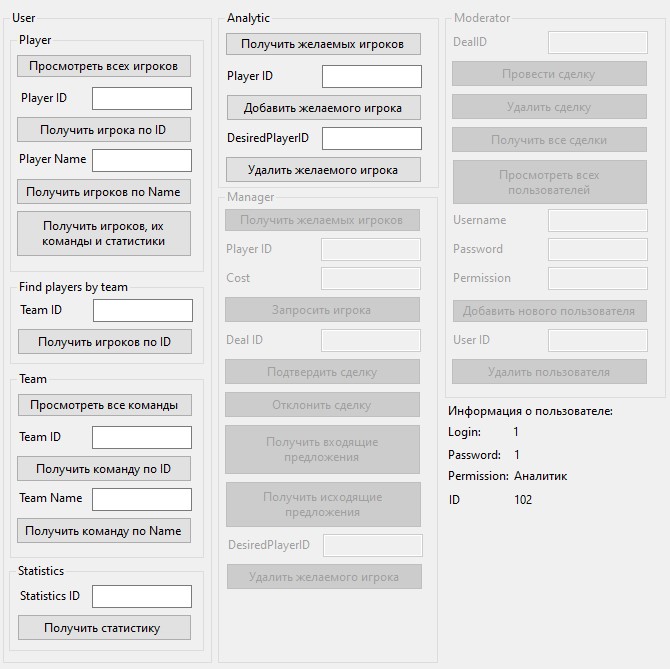 User
Player
Просмотреть всех игроков
Player ID
Получить игрока по ID
Player Name
Получить игроков по Name
Получить игроков, их
команды и статистики
Find players by team
Team ID
Получить игроков по ID
Team
Просмотреть все команды
Team ID
Получить команду по ID
Team Name
Получить команду по Name
Statistics
Statistics ID
Получить статистику
Analytic
Получить желаемых игроков
Player ID
Добавить желаемого игрока
DesiredPlayerID
Удалить желаемого игрока
Manager
Получить желаемых игроков
Player ID
Cost
Запросить игрока
Deal ID
Подтвердить сделку
Отклонить сделку
Получить входящие
предложения
Получить исходящие
предложения
DesiredPlayerID
Удалить желаемого игрока
Moderator
DealID
Провести сделку
Удалить сделку
Получить все сделки
Просмотреть всех
пользователей
Username
Password
Permission
Добавить нового пользователя
User ID
Удалить пользователя
Информация о пользователе:
Login: 1
Password: 1
Permission: Аналитик
ID 102